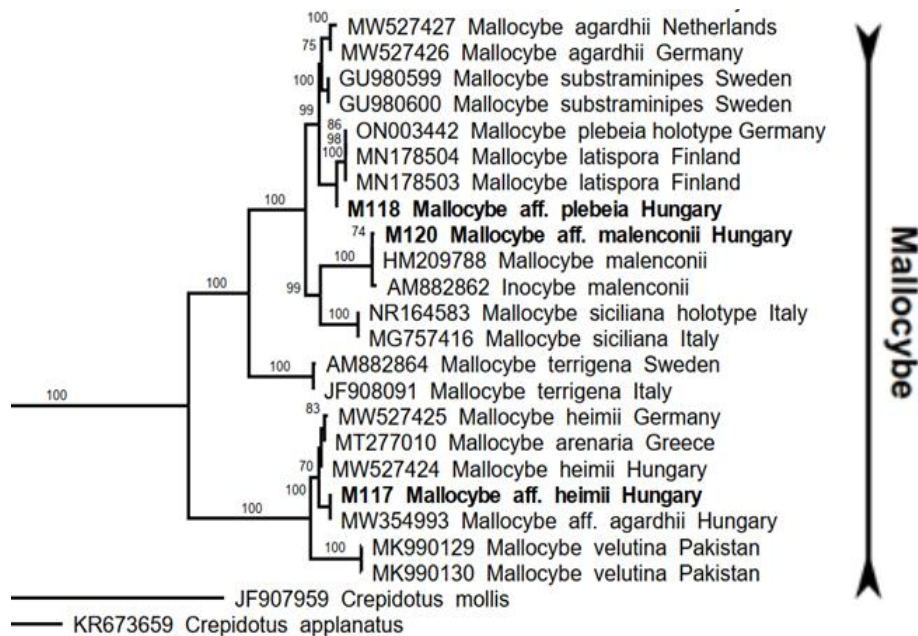 100
MW527427 Mallocybe agardhii Netherlands
75
MW527426 Mallocybe agardhii Germany
100
GU980599 Mallocybe substraminipes Sweden
99
GU980600 Mallocybe substraminipes Sweden
86
ON003442 Mallocybe plebeia holotype Germany
98
100
MN178504 Mallocybe latispora Finland
MN178503 Mallocybe latispora Finland
100
M118 Mallocybe aff. plebeia Hungary
74
M120 Mallocybe aff. malenconii Hungary
100
HM209788 Mallocybe malenconii
100
99
AM882862 Inocybe malenconii
NR164583 Mallocybe siciliana holotype Italy
100
MG757416 Mallocybe siciliana Italy
100
AM882864 Mallocybe terrigena Sweden
JF908091 Mallocybe terrigena Italy
100
83
MW527425 Mallocybe heimii Germany
MT277010 Mallocybe arenaria Greece
70
MW527424 Mallocybe heimii Hungary
100
M117 Mallocybe aff. heimii Hungary
100
MW354993 Mallocybe aff. agardhii Hungary
100
MK990129 Mallocybe velutina Pakistan
MK990130 Mallocybe velutina Pakistan
JF907959 Crepidotus mollis
KR673659 Crepidotus applanatus
Mallocybe